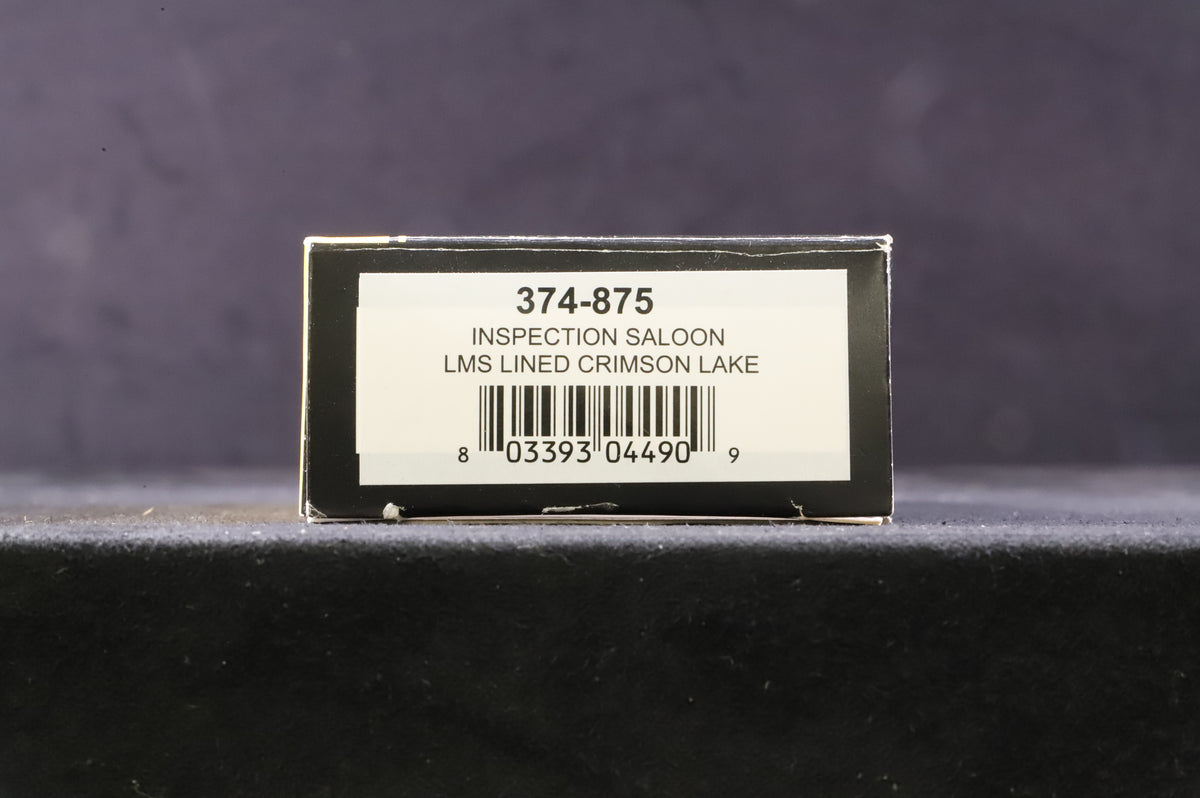 374-875
INSPECTION SALOON
LMS LINED CRIMSON LAKE
8 03393 04490 9